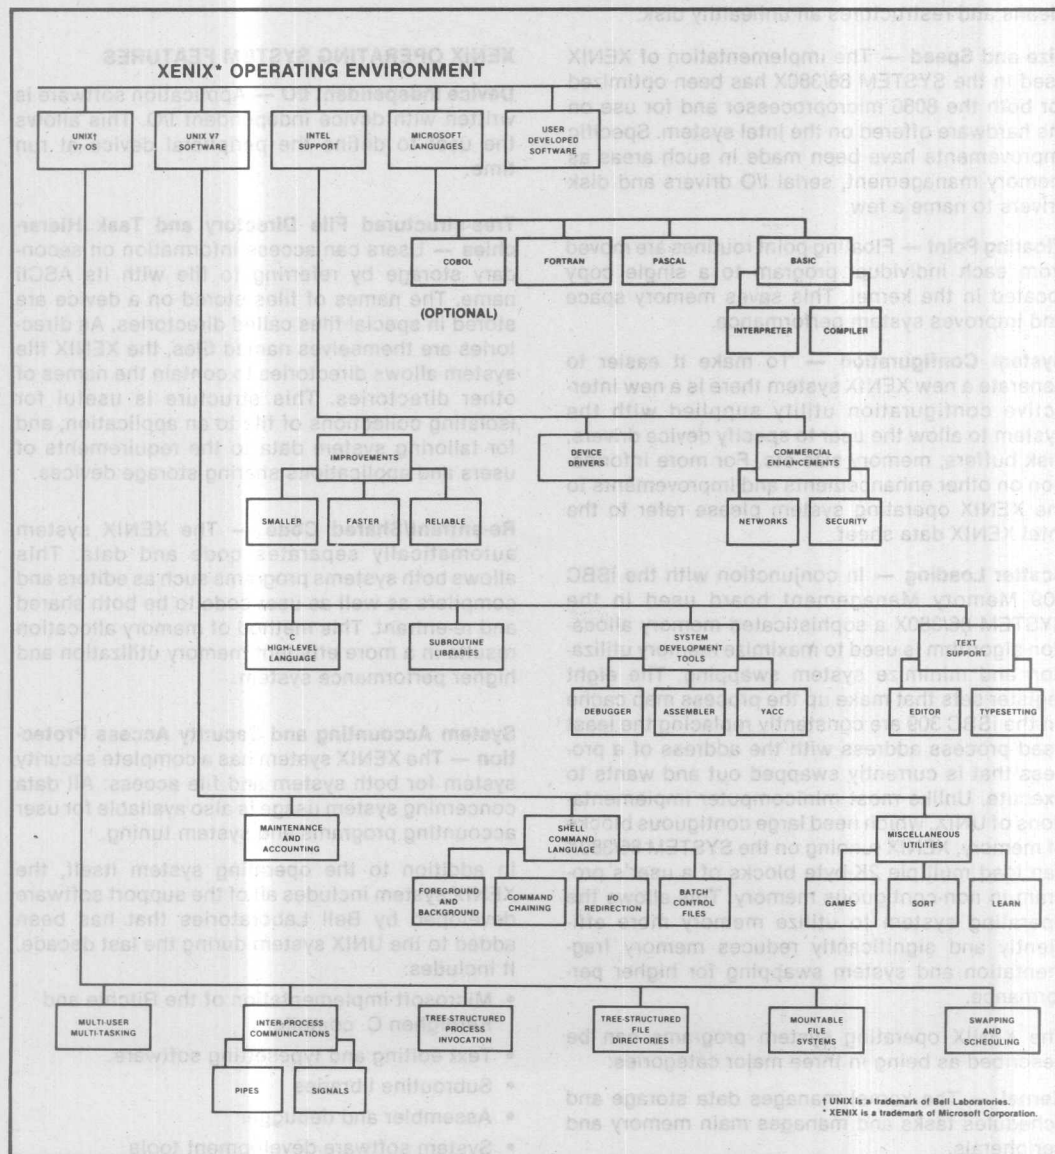 XENIX* OPERATING ENVIRONMENT
UNIX†
V7 OS
UNIX V7
SOFTWARE
INTEL
SUPPORT
MICROSOFT
LANGUAGES
USER
DEVELOPED
SOFTWARE
COBOL
FORTRAN
PASCAL
BASIC
(OPTIONAL)
INTERPRETER
COMPILER
IMPROVEMENTS
DEVICE
DRIVERS
COMMERCIAL
ENHANCEMENTS
SMALLER
FASTER
RELIABLE
NETWORKS
SECURITY
C
HIGH-LEVEL
LANGUAGE
SUBROUTINE
LIBRARIES
SYSTEM
DEVELOPMENT
TOOLS
TEXT
SUPPORT
DEBUGGER
ASSEMBLER
YACC
EDITOR
TYPESETTING
MAINTENANCE
AND
ACCOUNTING
SHELL
COMMAND
LANGUAGE
MISCELLANEOUS
UTILITIES
FOREGROUND
AND
BACKGROUND
COMMAND
CHAINING
I/O
REDIRECTION
BATCH
CONTROL
FILES
GAMES
LEARN
MULTI-USER
MULTI-TASKING
INTER-PROCESS
COMMUNICATIONS
TREE-STRUCTURED
PROCESS
INVOCATION
TREE-STRUCTURED
FILE
DIRECTORIES
MOUNTABLE
FILE
SYSTEMS
SWAPPING
AND
SCHEDULING
PIPES
SIGNALS
† UNIX is a trademark of Bell Laboratories.
* XENIX is a trademark of Microsoft Corporation.